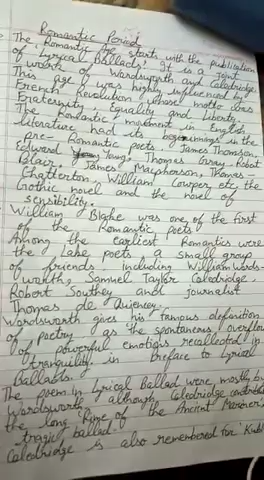 Romantic Period
The Romantic Age starts with the publication
of Lyrical Ballads. It is a joint
work of Wordsworth and Coleridge.
This age was highly influenced by
French Revolution whose motto was
Fraternity, Equality and Liberty.
The Romantic movement in English
literature had its beginnings in the
pre-Romantic poets - James Thomson,
Edward Young, Thomas Gray, Robert
Blair, James Macpherson, Thomas-
Chatterton, William Cowper, etc, the
Gothic novel and the novel of
sensibility.
William Blake was one of the first
of the Romantic poets.
Among the earliest Romantics were
the Lake poets a small group
of friends, including William Words-
worth, Samuel Taylor Coleridge,
Robert Southey and journalist
Thomas de Quiencey.
Wordsworth gives his famous definition
of poetry as the spontaneous overflow
of powerful emotions recollected in
tranquility in Preface to Lyrical
Ballads.
The poem in Lyrical Ballad were mostly by
Wordsworth although Coleridge
the long 'Rime of the Ancient Mariner'
tragic ballad.
Coleridge is also remembered for 'Kubl